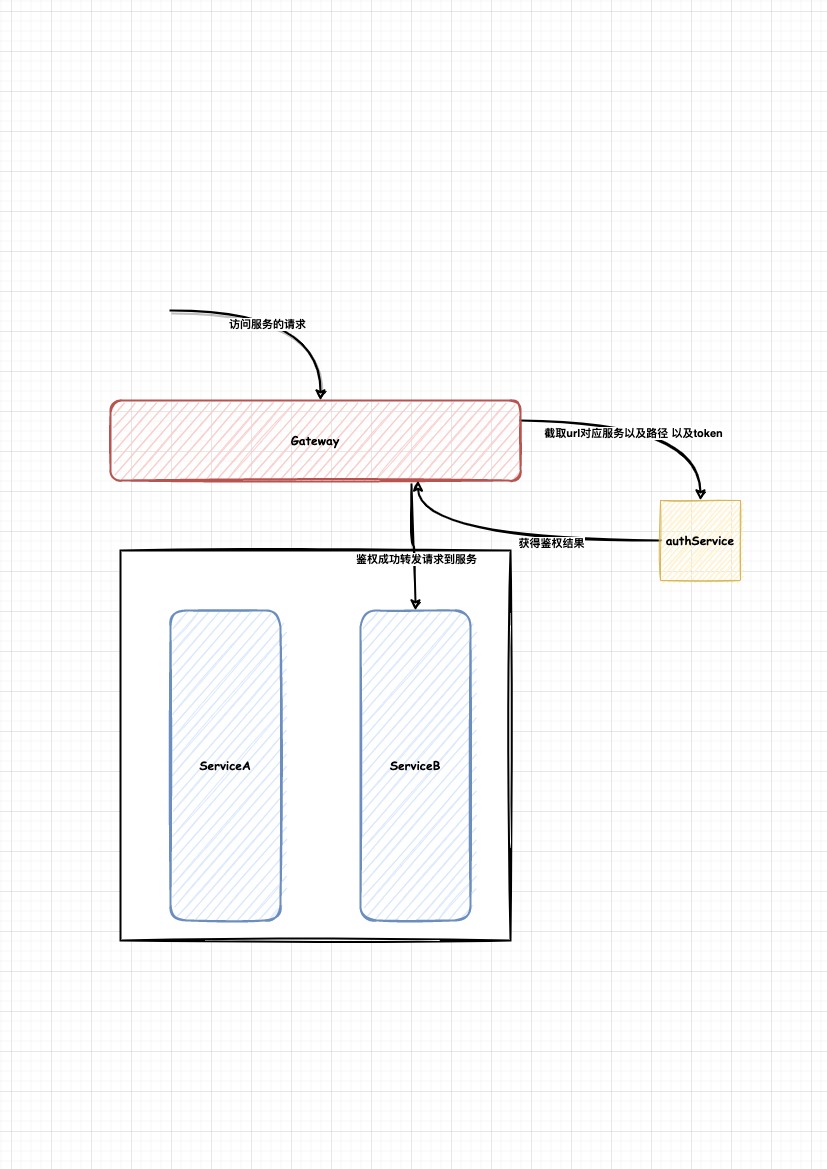 访问服务的请求
Gateway
截取url对应服务以及路径 以及token
authService
获得鉴权结果
鉴权成功转发请求到服务
ServiceA
ServiceB